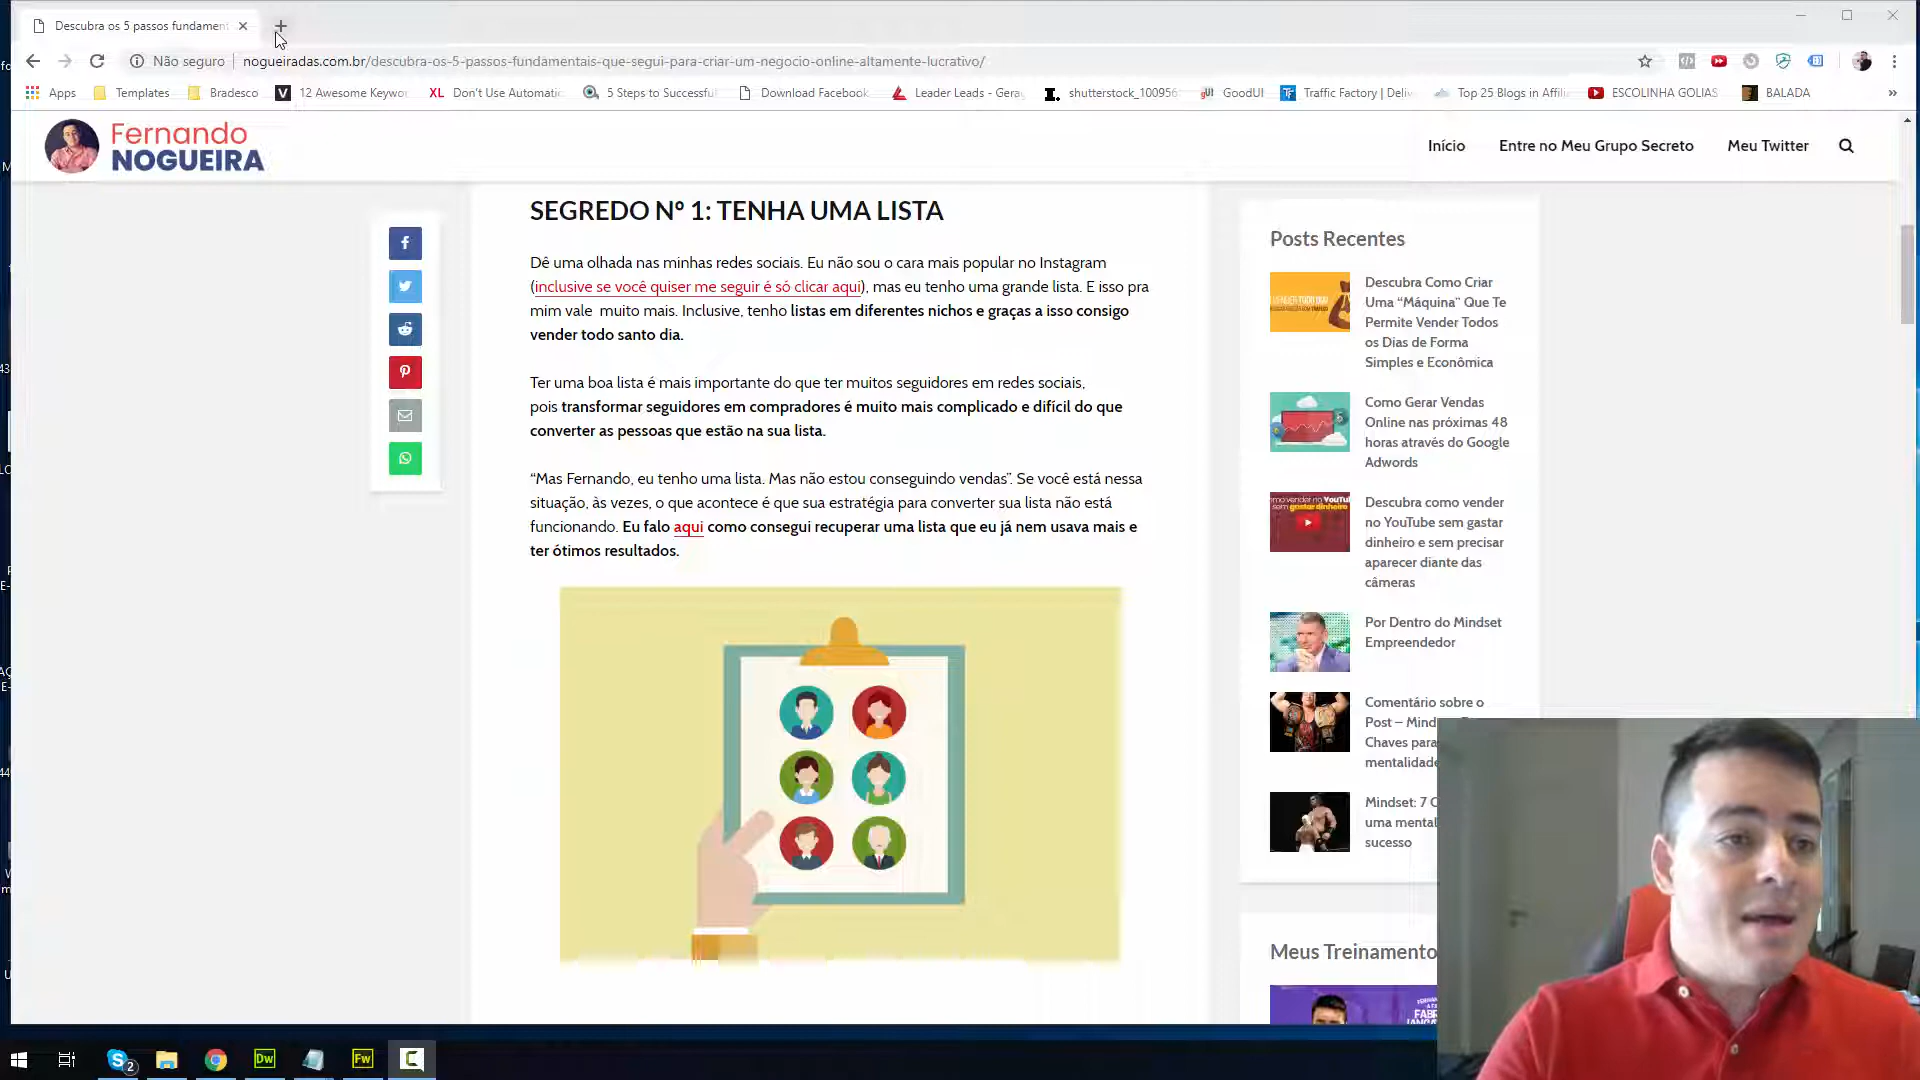 Descubra os 5 passos fundament
Não seguro
nogueiradas.com.br/descubra-os-5-passos-fundamentais-que-segui-para-criar-um-negocio-online-altamente-lucrativo/
Apps
Templates
Bradesco
12 Awesome Keywo
Don't Use Automatic
5 Steps to Successfu
Download Facebook
Leader Leads - Gera
shutterstock_100956
GoodUI
Traffic Factory | Deliv
Top 25 Blogs in Affili
ESCOLINHA GOLIAS
BALADA
»
Fernando
NOGUEIRA
Início
Entre no Meu Grupo Secreto
Meu Twitter
SEGREDO Nº 1: TENHA UMA LISTA
Dê uma olhada nas minhas redes sociais. Eu não sou o cara mais popular no Instagram
(inclusive se você quiser me seguir é só clicar aqui), mas eu tenho uma grande lista. E isso pra
mim vale muito mais. Inclusive, tenho listas em diferentes nichos e graças a isso consigo
vender todo santo dia.
Ter uma boa lista é mais importante do que ter muitos seguidores em redes sociais,
pois transformar seguidores em compradores é muito mais complicado e difícil do que
converter as pessoas que estão na sua lista.
“Mas Fernando, eu tenho uma lista. Mas não estou conseguindo vendas”. Se você está nessa
situação, às vezes, o que acontece é que sua estratégia para converter sua lista não está
funcionando. Eu falo aqui como consegui recuperar uma lista que eu já nem usava mais e
ter ótimos resultados.
Posts Recentes
Descubra Como Criar
Uma “Máquina” Que Te
Permite Vender Todos
os Dias de Forma
Simples e Econômica
Como Gerar Vendas
Online nas próximas 48
horas através do Google
Adwords
Descubra como vender
no YouTube sem gastar
dinheiro e sem precisar
aparecer diante das
câmeras
Por Dentro do Mindset
Empreendedor
Comentário sobre o
Post – Mind
Chaves para
mentalidade
Mindset: 7 C
uma mental
sucesso
Meus Treinamento
Dw
Fw
2